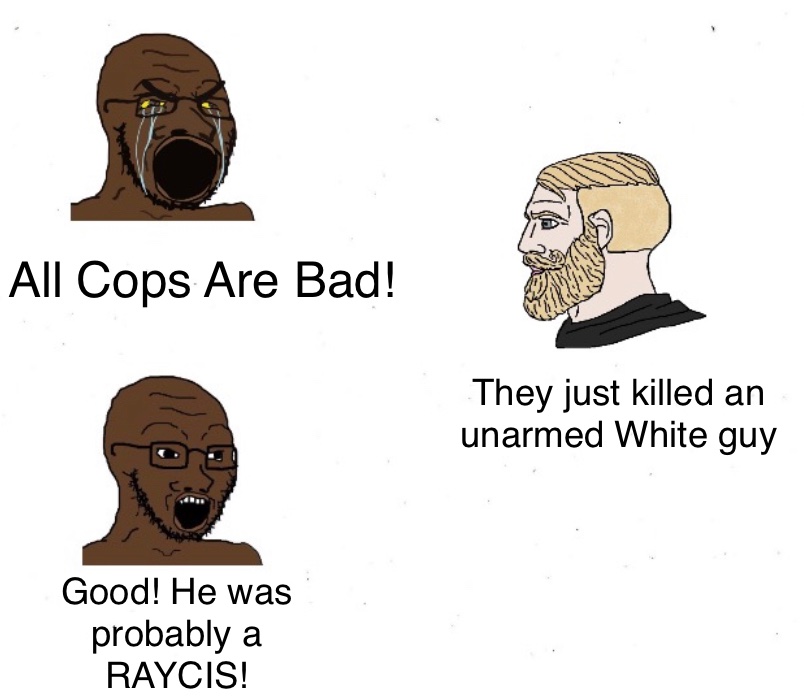 All Cops Are Bad!
They just killed an
unarmed White guy
Good! He was
probably a
RAYCIS!